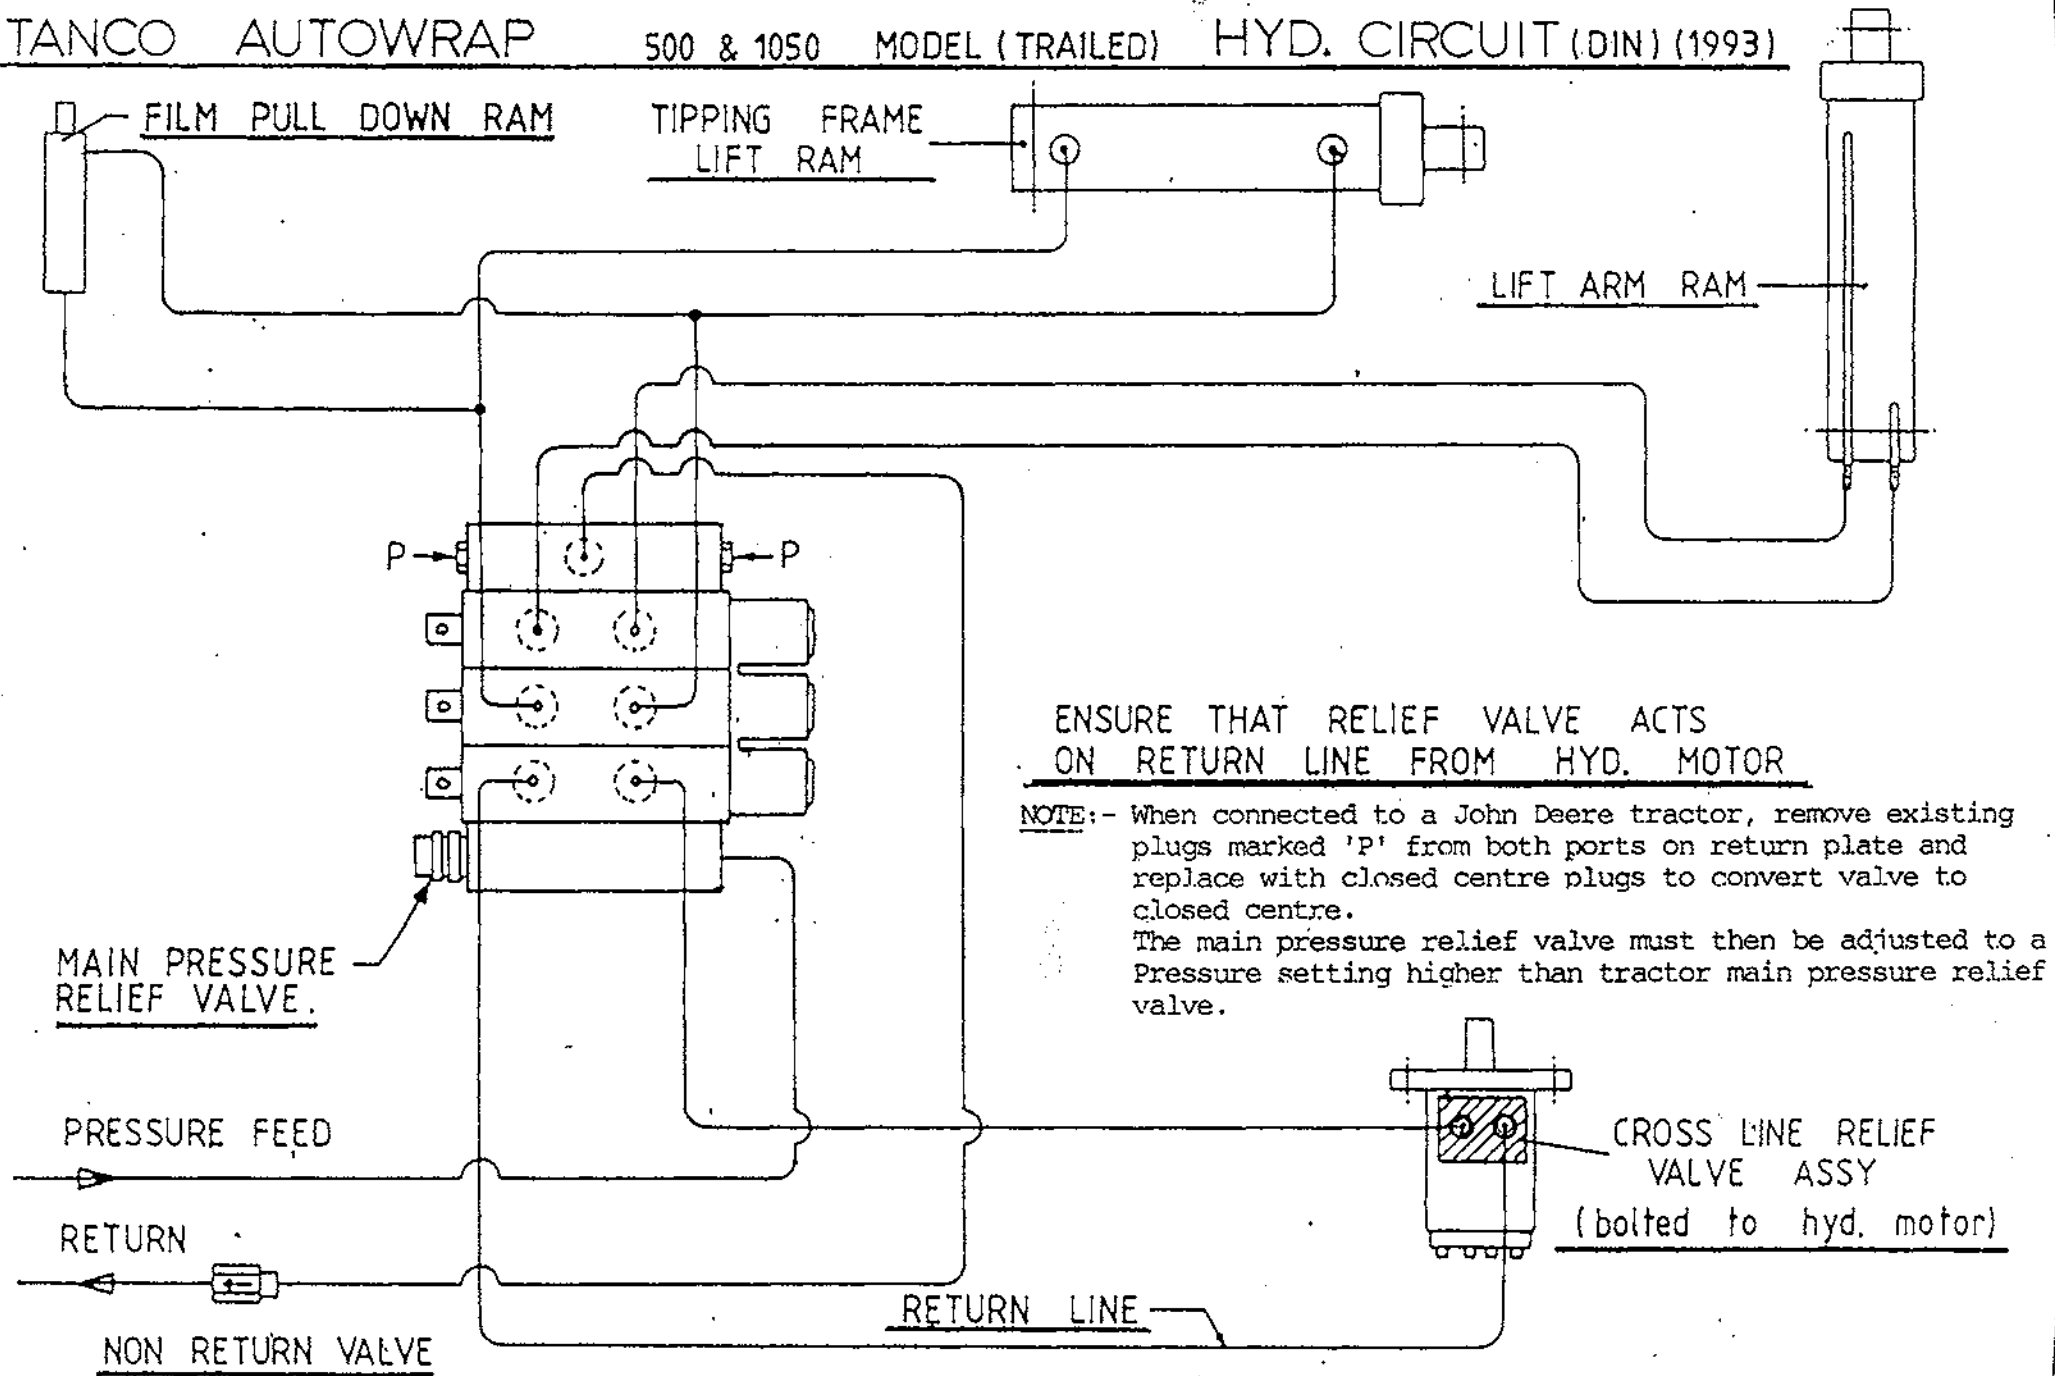 TANCO AUTOWRAP 500 & 1050 MODEL (TRAILED) HYD. CIRCUIT (DIN) (1993)
FILM PULL DOWN RAM
TIPPING FRAME
LIFT RAM
LIFT ARM RAM
P
P
ENSURE THAT RELIEF VALVE ACTS
ON RETURN LINE FROM HYD. MOTOR
NOTE:- When connected to a John Deere tractor, remove existing
plugs marked 'P' from both ports on return plate and
replace with closed centre plugs to convert valve to
closed centre.
The main pressure relief valve must then be adjusted to a
Pressure setting higher than tractor main pressure relief
valve.
MAIN PRESSURE
RELIEF VALVE.
PRESSURE FEED
CROSS LINE RELIEF
VALVE ASSY
(bolted to hyd. motor)
RETURN
RETURN LINE
NON RETURN VALVE